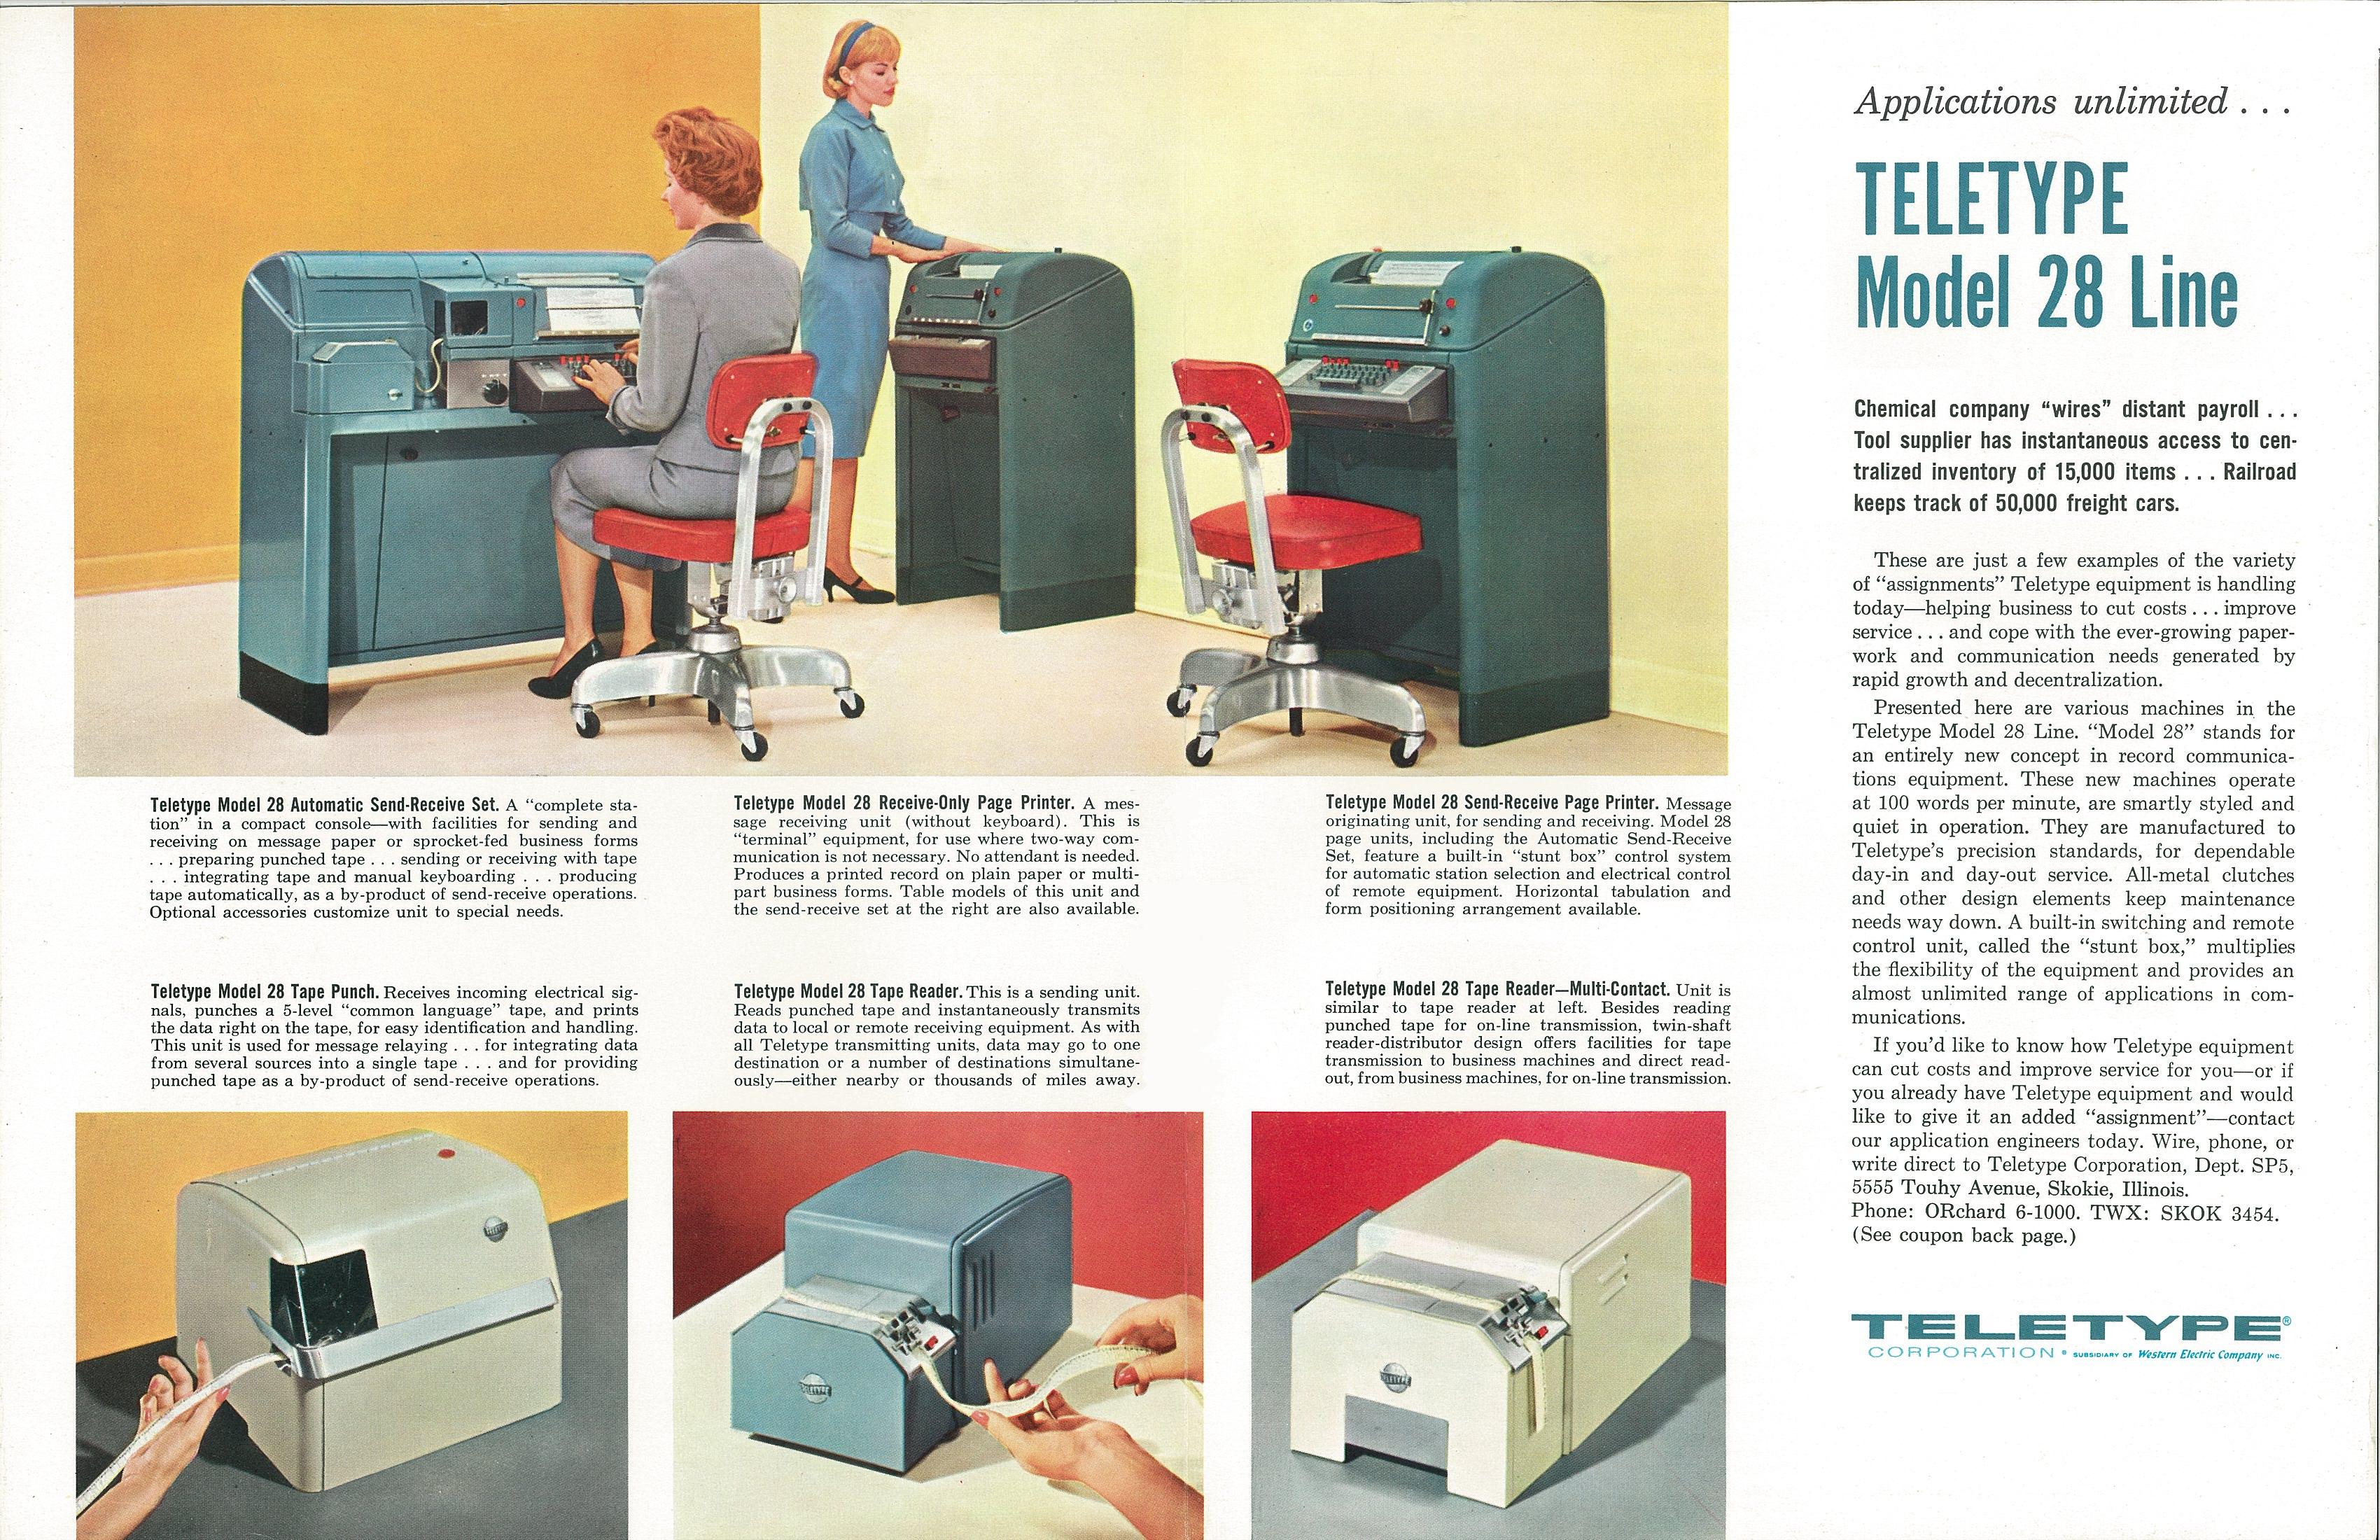 Applications unlimited . . .
TELETYPE
Model 28 Line
Chemical company “wires” distant payroll . . .
Tool supplier has instantaneous access to cen-
tralized inventory of 15,000 items . . . Railroad
keeps track of 50,000 freight cars.
These are just a few examples of the variety
of “assignments” Teletype equipment is handling
today—helping business to cut costs . . . improve
service . . . and cope with the ever-growing paper-
work and communication needs generated by
rapid growth and decentralization.
Presented here are various machines in the
Teletype Model 28 Line. “Model 28” stands for
an entirely new concept in record communica-
tions equipment. These new machines operate
at 100 words per minute, are smartly styled and
quiet in operation. They are manufactured to
Teletype’s precision standards, for dependable
day-in and day-out service. All-metal clutches
and other design elements keep maintenance
needs way down. A built-in switching and remote
control unit, called the “stunt box,” multiplies
the flexibility of the equipment and provides an
almost unlimited range of applications in com-
munications.
If you’d like to know how Teletype equipment
can cut costs and improve service for you—or if
you already have Teletype equipment and would
like to give it an added “assignment”—contact
our application engineers today. Wire, phone, or
write direct to Teletype Corporation, Dept. SP5,
5555 Touhy Avenue, Skokie, Illinois.
Phone: ORchard 6-1000. TWX: SKOK 3454.
(See coupon back page.)
TELETYPE®
CORPORATION • SUBSIDIARY OF Western Electric Company INC.
Teletype Model 28 Automatic Send-Receive Set. A “complete sta-
tion” in a compact console—with facilities for sending and
receiving on message paper or sprocket-fed business forms
. . . preparing punched tape . . . sending or receiving with tape
. . . integrating tape and manual keyboarding . . . producing
tape automatically, as a by-product of send-receive operations.
Optional accessories customize unit to special needs.
Teletype Model 28 Receive-Only Page Printer. A mes-
sage receiving unit (without keyboard). This is
“terminal” equipment, for use where two-way com-
munication is not necessary. No attendant is needed.
Produces a printed record on plain paper or multi-
part business forms. Table models of this unit and
the send-receive set at the right are also available.
Teletype Model 28 Send-Receive Page Printer. Message
originating unit, for sending and receiving. Model 28
page units, including the Automatic Send-Receive
Set, feature a built-in “stunt box” control system
for automatic station selection and electrical control
of remote equipment. Horizontal tabulation and
form positioning arrangement available.
Teletype Model 28 Tape Punch. Receives incoming electrical sig-
nals, punches a 5-level “common language” tape, and prints
the data right on the tape, for easy identification and handling.
This unit is used for message relaying . . . for integrating data
from several sources into a single tape . . . and for providing
punched tape as a by-product of send-receive operations.
Teletype Model 28 Tape Reader. This is a sending unit.
Reads punched tape and instantaneously transmits
data to local or remote receiving equipment. As with
all Teletype transmitting units, data may go to one
destination or a number of destinations simultane-
ously—either nearby or thousands of miles away.
Teletype Model 28 Tape Reader—Multi-Contact. Unit is
similar to tape reader at left. Besides reading
punched tape for on-line transmission, twin-shaft
reader-distributor design offers facilities for tape
transmission to business machines and direct read-
out, from business machines, for on-line transmission.
TELETYPE
TELETYPE
TELETYPE